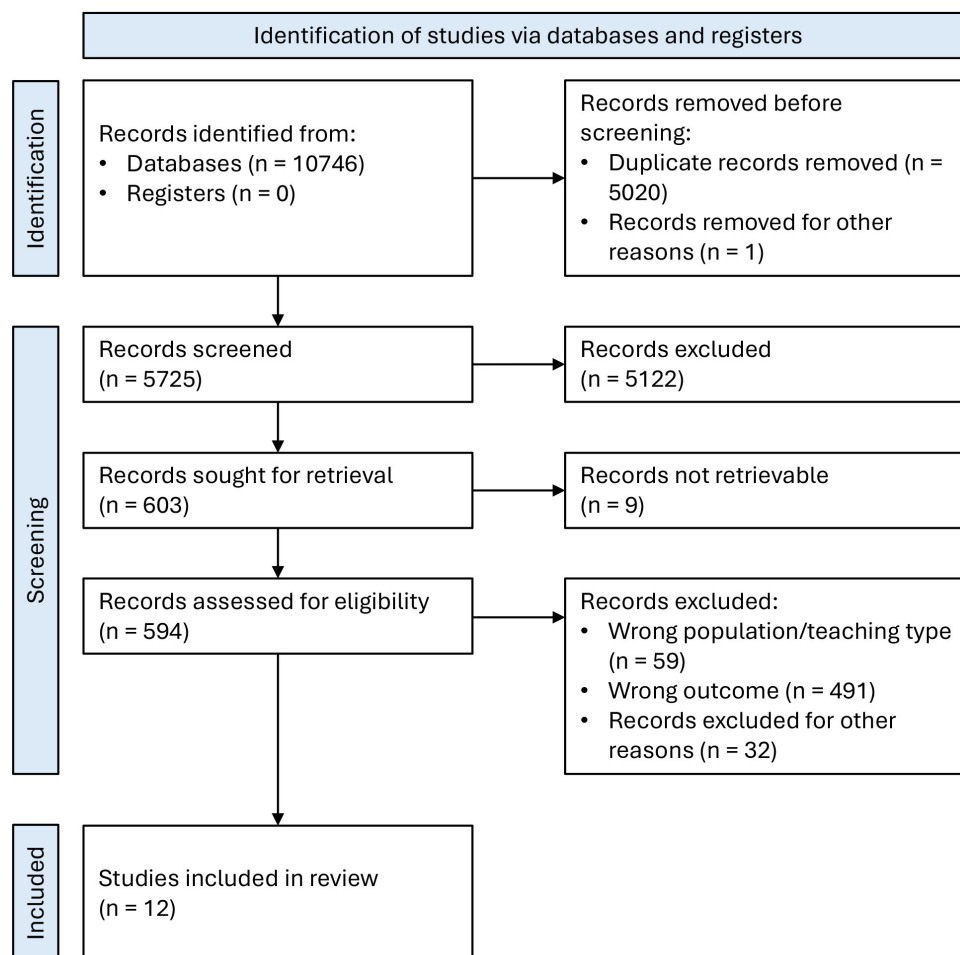 Identification of studies via databases and registers
Identification
Records identified from:
• Databases (n = 10746)
• Registers (n = 0)
Records removed before
screening:
• Duplicate records removed (n =
5020)
• Records removed for other
reasons (n = 1)
Screening
Records screened
(n = 5725)
Records excluded
(n = 5122)
Records sought for retrieval
(n = 603)
Records not retrievable
(n = 9)
Records assessed for eligibility
(n = 594)
Records excluded:
• Wrong population/teaching type
(n = 59)
• Wrong outcome (n = 491)
• Records excluded for other
reasons (n = 32)
Included
Studies included in review
(n = 12)